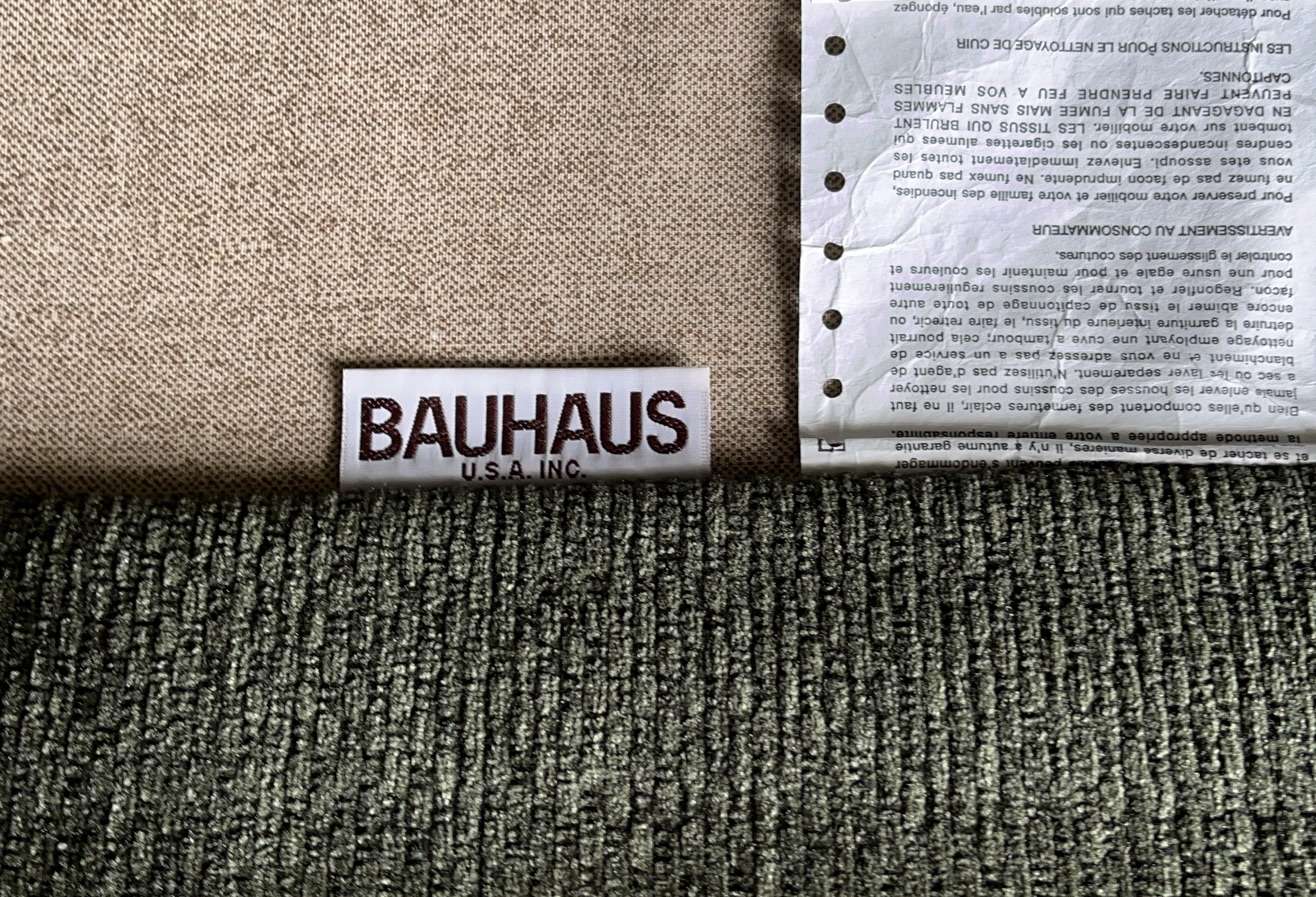 BAUHAUS
U.S.A. INC.
peuvent s'endommager
et se tacher de diverse manieres, il n'y a autume garantie
la methode appropriee a votre entiere responsabilite.
Bien qu'elles comportent des fermetures eclair, il ne faut
jamais enlever les housses des coussins pour les nettoyer
a sec ou les laver separement. N'utilisez pas d'agent de
blanchiment et ne vous adressez pas a un service de
nettoyage employant une cuve a tambour; cela pourrait
detruire la garniture interieure du tissu, le faire retrecir, ou
encore abimer le tissu de capitonnage de toute autre
facon. Regonfler et tourner les coussins regulierement
pour une usure egale et pour maintenir les couleurs et
controler le glissement des coutures.
AVERTISSEMENT AU CONSOMMATEUR
Pour preserver votre mobilier et votre famille des incendies,
ne fumez pas de facon imprudente. Ne fumex pas quand
vous etes assoupi. Enlevez immediatement toutes les
cendres incandescentes ou les cigarettes alumees qui
tombent sur votre mobilier. LES TISSUS QUI BRULENT
EN DAGAGEANT DE LA FUMEE MAIS SANS FLAMMES
PEUVENT FAIRE PRENDRE FEU A VOS MEUBLES
CAPITONNES.
LES INSTRUCTIONS POUR LE NETTOYAGE DE CUIR
Pour détacher les taches qui sont solubles par l'eau, épongez